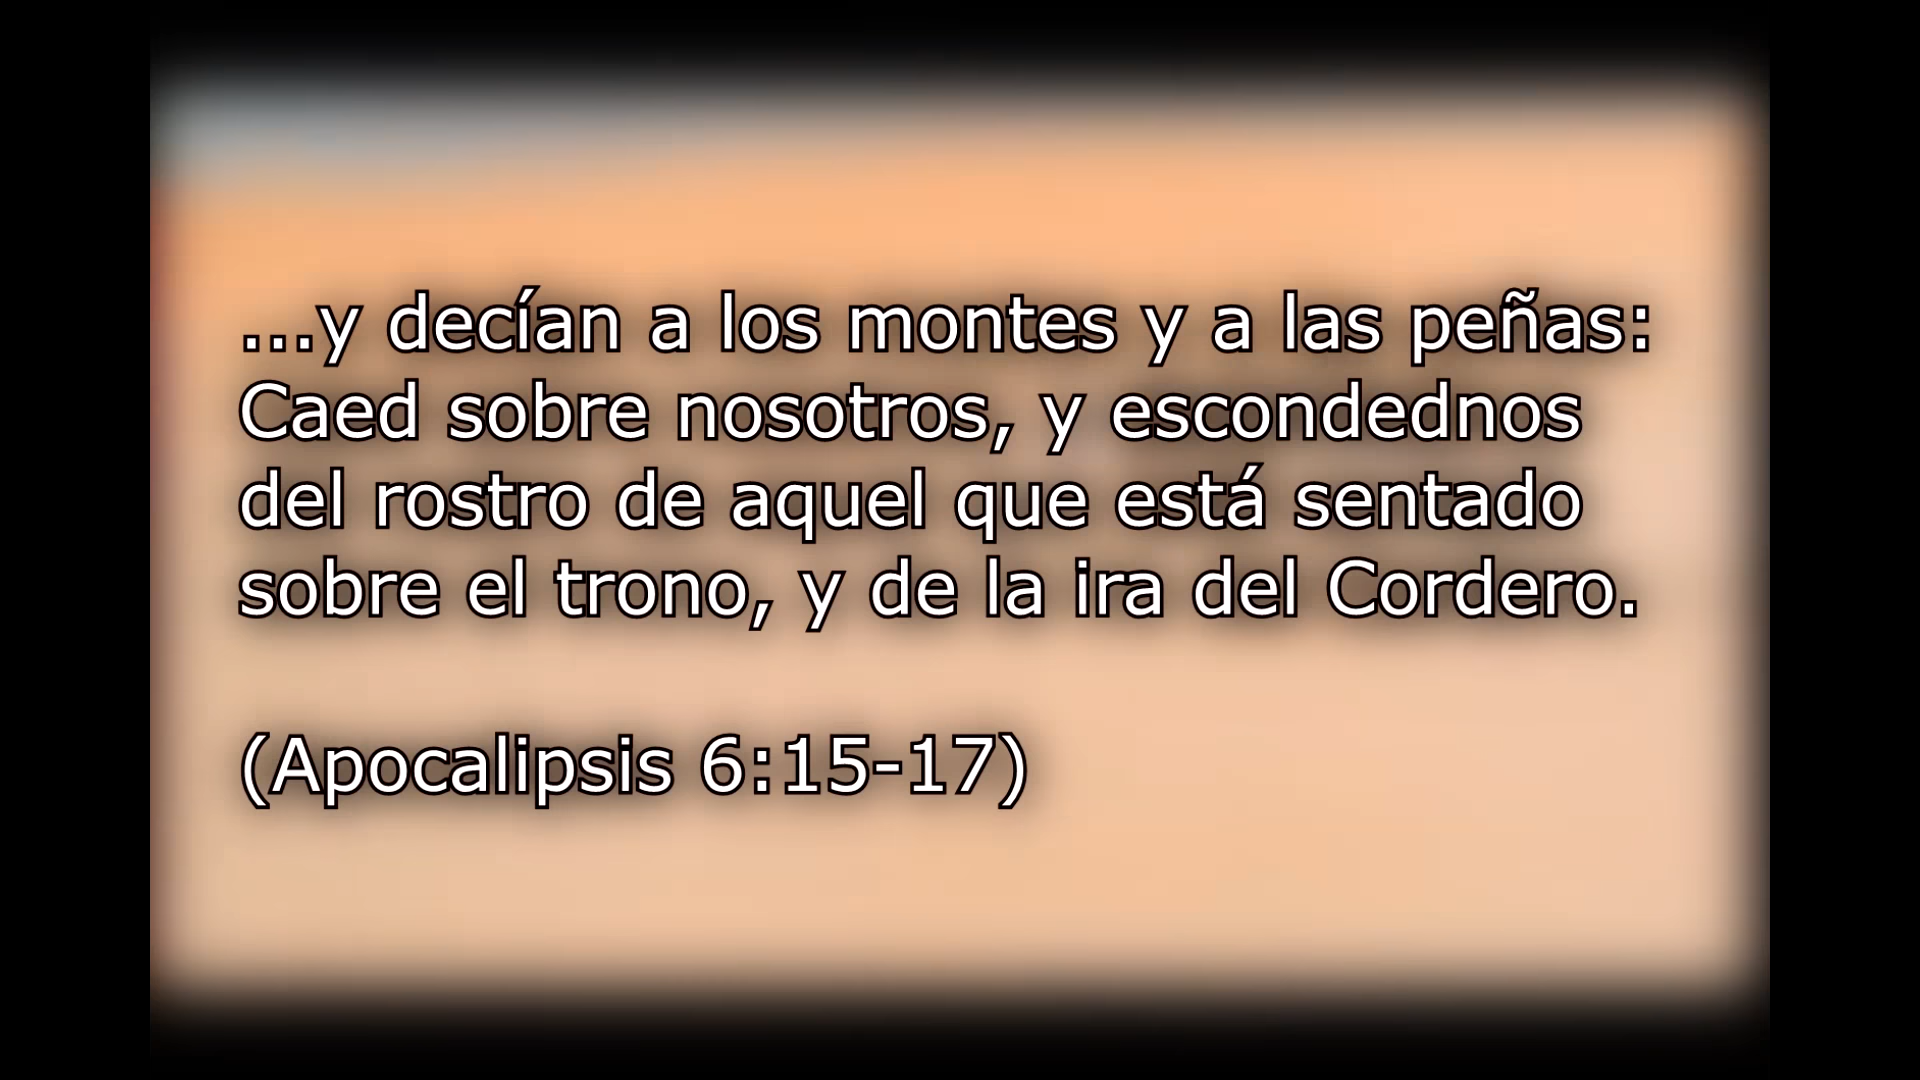 ...y decían a los montes y a las peñas:
Caed sobre nosotros, y escondednos
del rostro de aquel que está sentado
sobre el trono, y de la ira del Cordero.
(Apocalipsis 6:15-17)